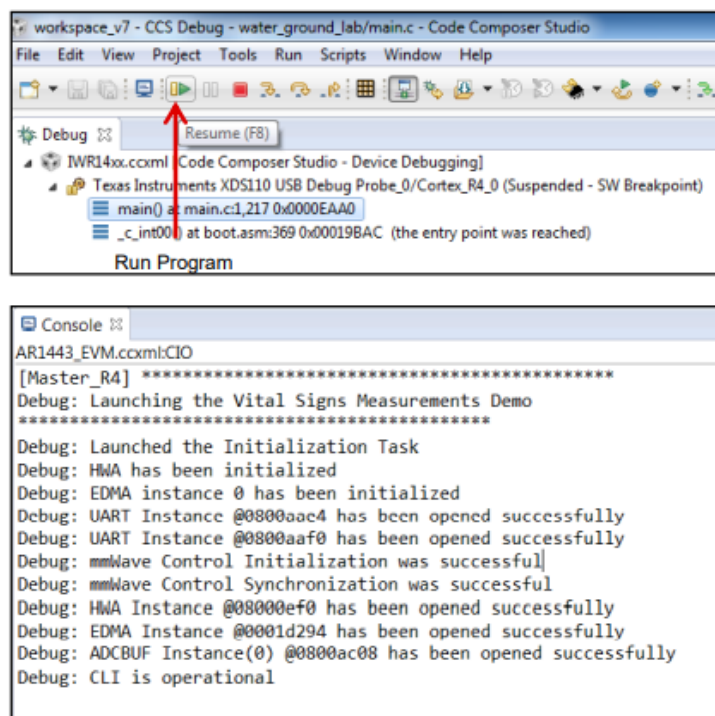 workspace_v7 - CCS Debug - water_ground_lab/main.c - Code Composer Studio
File Edit View Project Tools Run Scripts Window Help
Debug
Resume (F8)
IWR14xx.ccxml [Code Composer Studio - Device Debugging]
Texas Instruments XDS110 USB Debug Probe_0/Cortex_R4_0 (Suspended - SW Breakpoint)
main() at main.c:1,217 0x0000EAA0
_c_int00() at boot.asm:369 0x00019BAC (the entry point was reached)
Run Program
Console
AR1443_EVM.ccxml:CIO
[Master_R4] **********************************************
Debug: Launching the Vital Signs Measurements Demo
**********************************************
Debug: Launched the Initialization Task
Debug: HWA has been initialized
Debug: EDMA instance 0 has been initialized
Debug: UART Instance @0800aae4 has been opened successfully
Debug: UART Instance @0800aaf0 has been opened successfully
Debug: mmWave Control Initialization was successful
Debug: mmWave Control Synchronization was successful
Debug: HWA Instance @08000ef0 has been opened successfully
Debug: EDMA Instance @0001d294 has been opened successfully
Debug: ADCBUF Instance(0) @0800ac08 has been opened successfully
Debug: CLI is operational